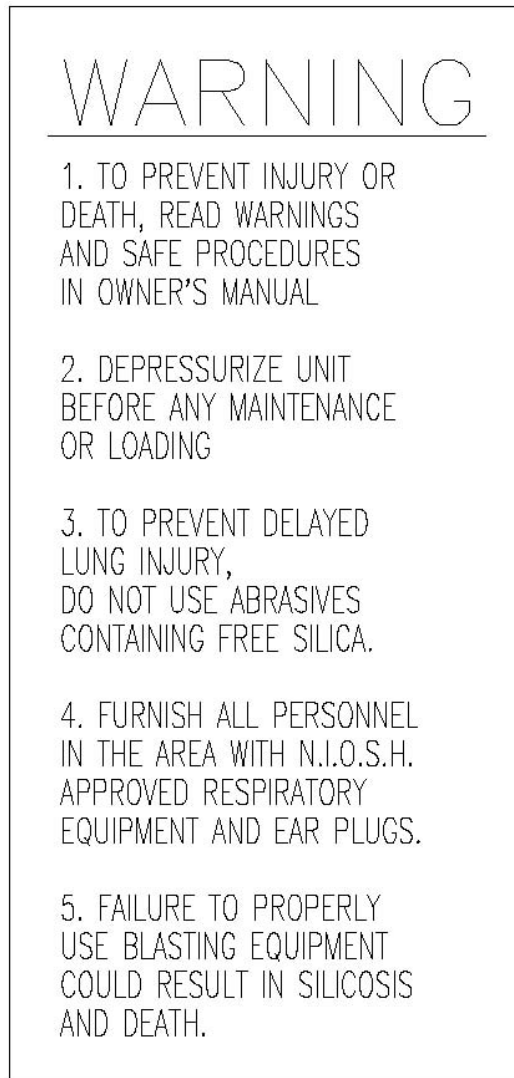 WARNING
1. TO PREVENT INJURY OR
DEATH, READ WARNINGS
AND SAFE PROCEDURES
IN OWNER'S MANUAL
2. DEPRESSURIZE UNIT
BEFORE ANY MAINTENANCE
OR LOADING
3. TO PREVENT DELAYED
LUNG INJURY,
DO NOT USE ABRASIVES
CONTAINING FREE SILICA.
4. FURNISH ALL PERSONNEL
IN THE AREA WITH N.I.O.S.H.
APPROVED RESPIRATORY
EQUIPMENT AND EAR PLUGS.
5. FAILURE TO PROPERLY
USE BLASTING EQUIPMENT
COULD RESULT IN SILICOSIS
AND DEATH.